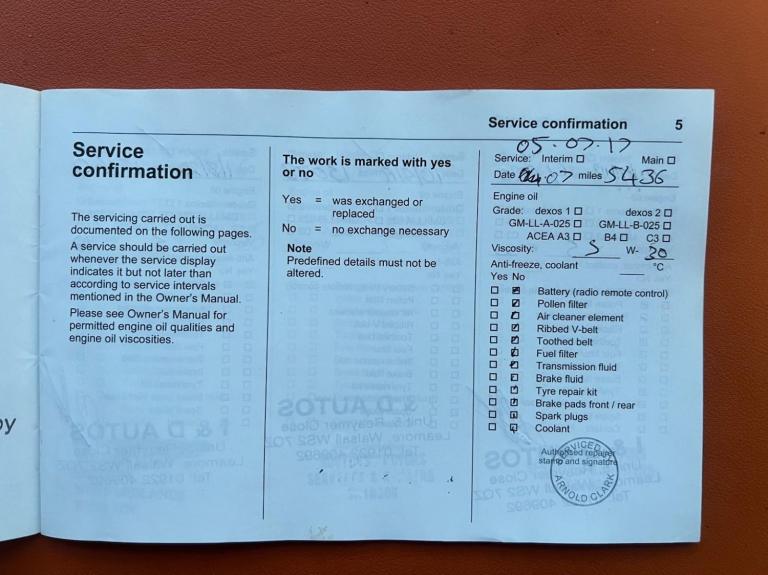 Service confirmation 5
Service
confirmation
The servicing carried out is
documented on the following pages.
A service should be carried out
whenever the service display
indicates it but not later than
according to service intervals
mentioned in the Owner's Manual.
Please see Owner's Manual for
permitted engine oil qualities and
engine oil viscosities.
The work is marked with yes
or no
Yes = was exchanged or
replaced
No = no exchange necessary
Note
Predefined details must not be
altered.
05.07.17
Service: Interim Main
Date 07 miles 5436
Engine oil
Grade: dexos 1 dexos 2
GM-LL-A-025 GM-LL-B-025
ACEA A3 B4 C3
Viscosity: 5 W- 30
Anti-freeze, coolant °C
Yes No
Battery (radio remote control)
Pollen filter
Air cleaner element
Ribbed V-belt
Toothed belt
Fuel filter
Transmission fluid
Brake fluid
Tyre repair kit
Brake pads front / rear
Spark plugs
Coolant
Authorised repairer
stamp and signature
SERVICED BY
ARNOLD CLARK
I & D AUTOS